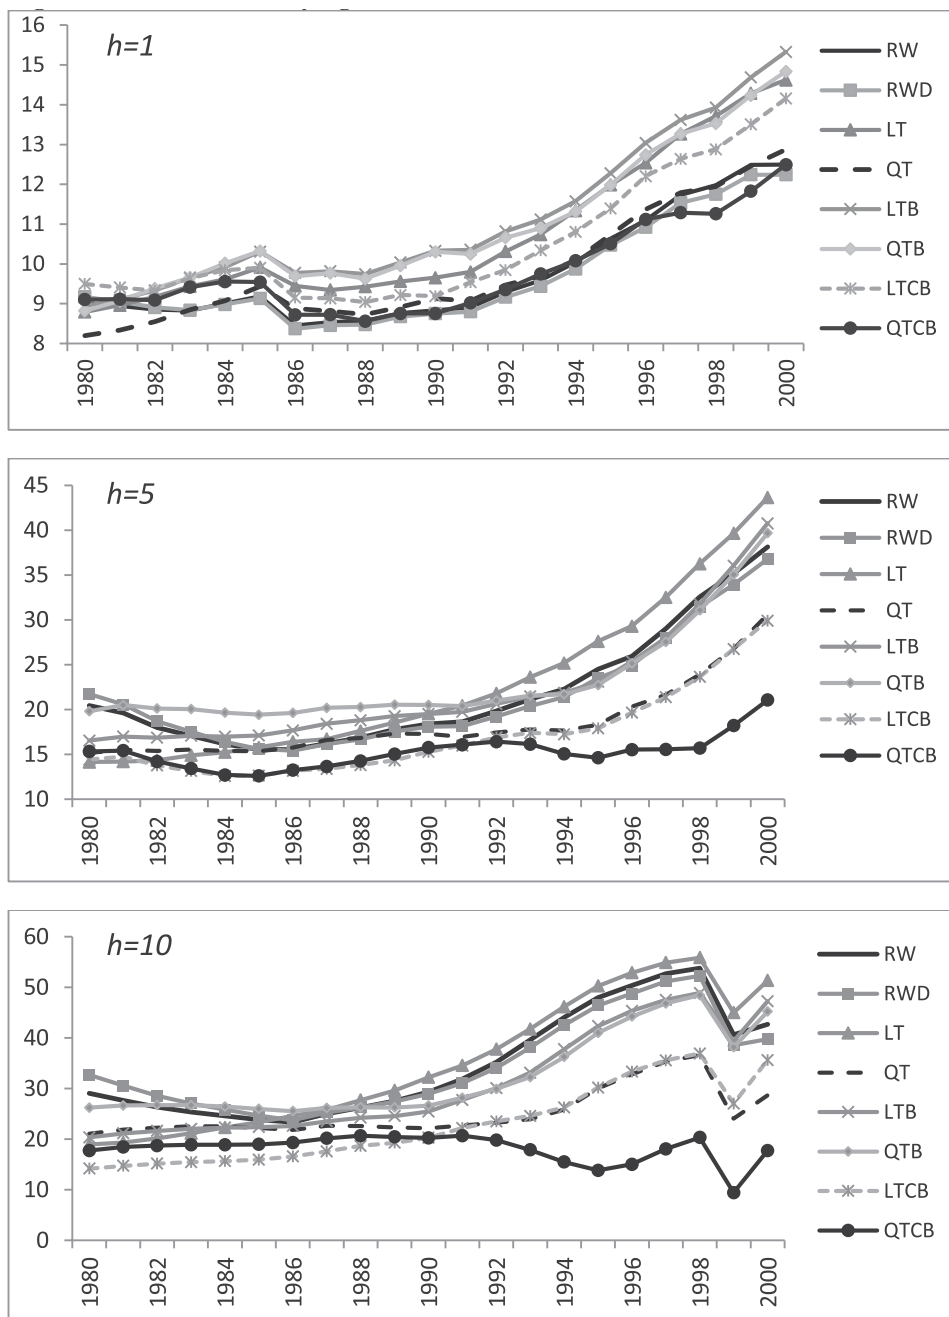 h=1
16
15
14
13
12
11
10
9
8
1980
1982
1984
1986
1988
1990
1992
1994
1996
1998
2000
RW
RWD
LT
QT
LTB
QTB
LTCB
QTCB
h=5
45
40
35
30
25
20
15
10
1980
1982
1984
1986
1988
1990
1992
1994
1996
1998
2000
RW
RWD
LT
QT
LTB
QTB
LTCB
QTCB
h=10
60
50
40
30
20
10
0
1980
1982
1984
1986
1988
1990
1992
1994
1996
1998
2000
RW
RWD
LT
QT
LTB
QTB
LTCB
QTCB